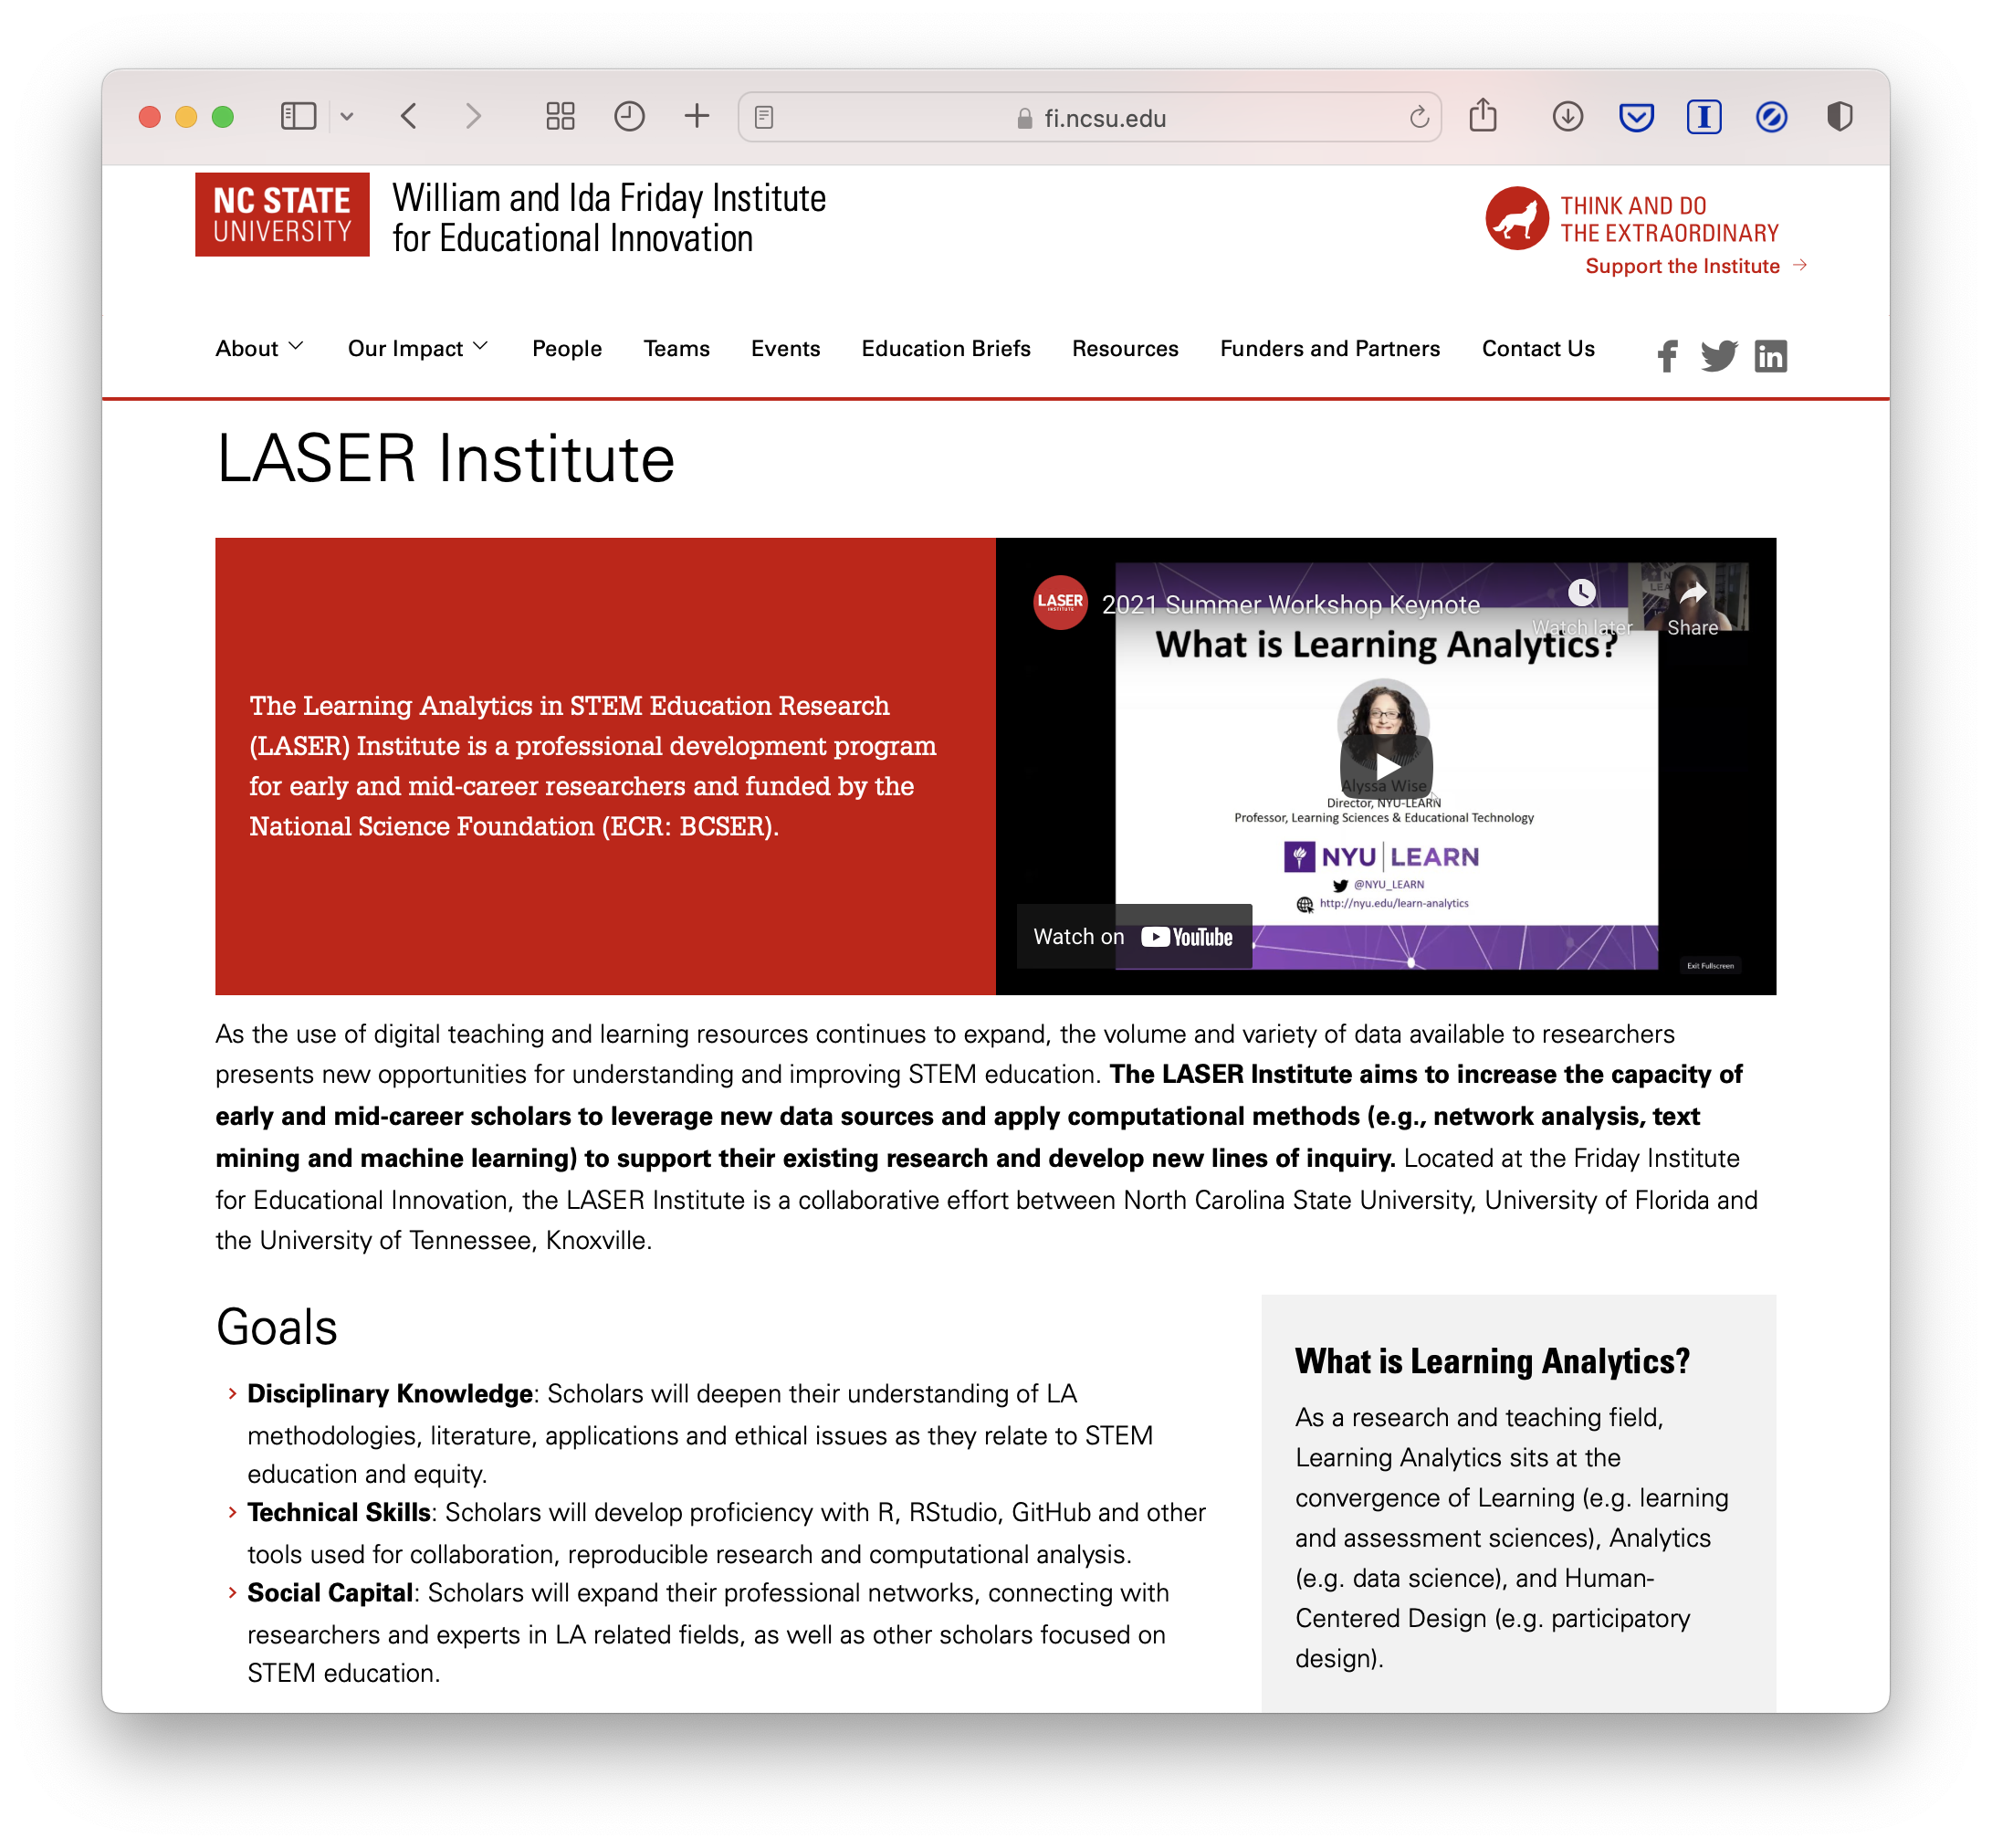 fi.ncsu.edu
NC STATE
UNIVERSITY
William and Ida Friday Institute
for Educational Innovation
THINK AND DO
THE EXTRAORDINARY
Support the Institute
About
Our Impact
People
Teams
Events
Education Briefs
Resources
Funders and Partners
Contact Us
LASER Institute
The Learning Analytics in STEM Education Research
(LASER) Institute is a professional development program
for early and mid-career researchers and funded by the
National Science Foundation (ECR: BCSER).
LASER
INSTITUTE
2021 Summer Workshop Keynote
Watch later
Share
What is Learning Analytics?
Alyssa Wise
Director, NYU-LEARN
Professor, Learning Sciences & Educational Technology
NYU LEARN
@NYU_LEARN
http://nyu.edu/learn-analytics
Watch on YouTube
Exit Fullscreen
As the use of digital teaching and learning resources continues to expand, the volume and variety of data available to researchers
presents new opportunities for understanding and improving STEM education. The LASER Institute aims to increase the capacity of
early and mid-career scholars to leverage new data sources and apply computational methods (e.g., network analysis, text
mining and machine learning) to support their existing research and develop new lines of inquiry. Located at the Friday Institute
for Educational Innovation, the LASER Institute is a collaborative effort between North Carolina State University, University of Florida and
the University of Tennessee, Knoxville.
Goals
Disciplinary Knowledge: Scholars will deepen their understanding of LA
methodologies, literature, applications and ethical issues as they relate to STEM
education and equity.
Technical Skills: Scholars will develop proficiency with R, RStudio, GitHub and other
tools used for collaboration, reproducible research and computational analysis.
Social Capital: Scholars will expand their professional networks, connecting with
researchers and experts in LA related fields, as well as other scholars focused on
STEM education.
What is Learning Analytics?
As a research and teaching field,
Learning Analytics sits at the
convergence of Learning (e.g. learning
and assessment sciences), Analytics
(e.g. data science), and Human-
Centered Design (e.g. participatory
design).